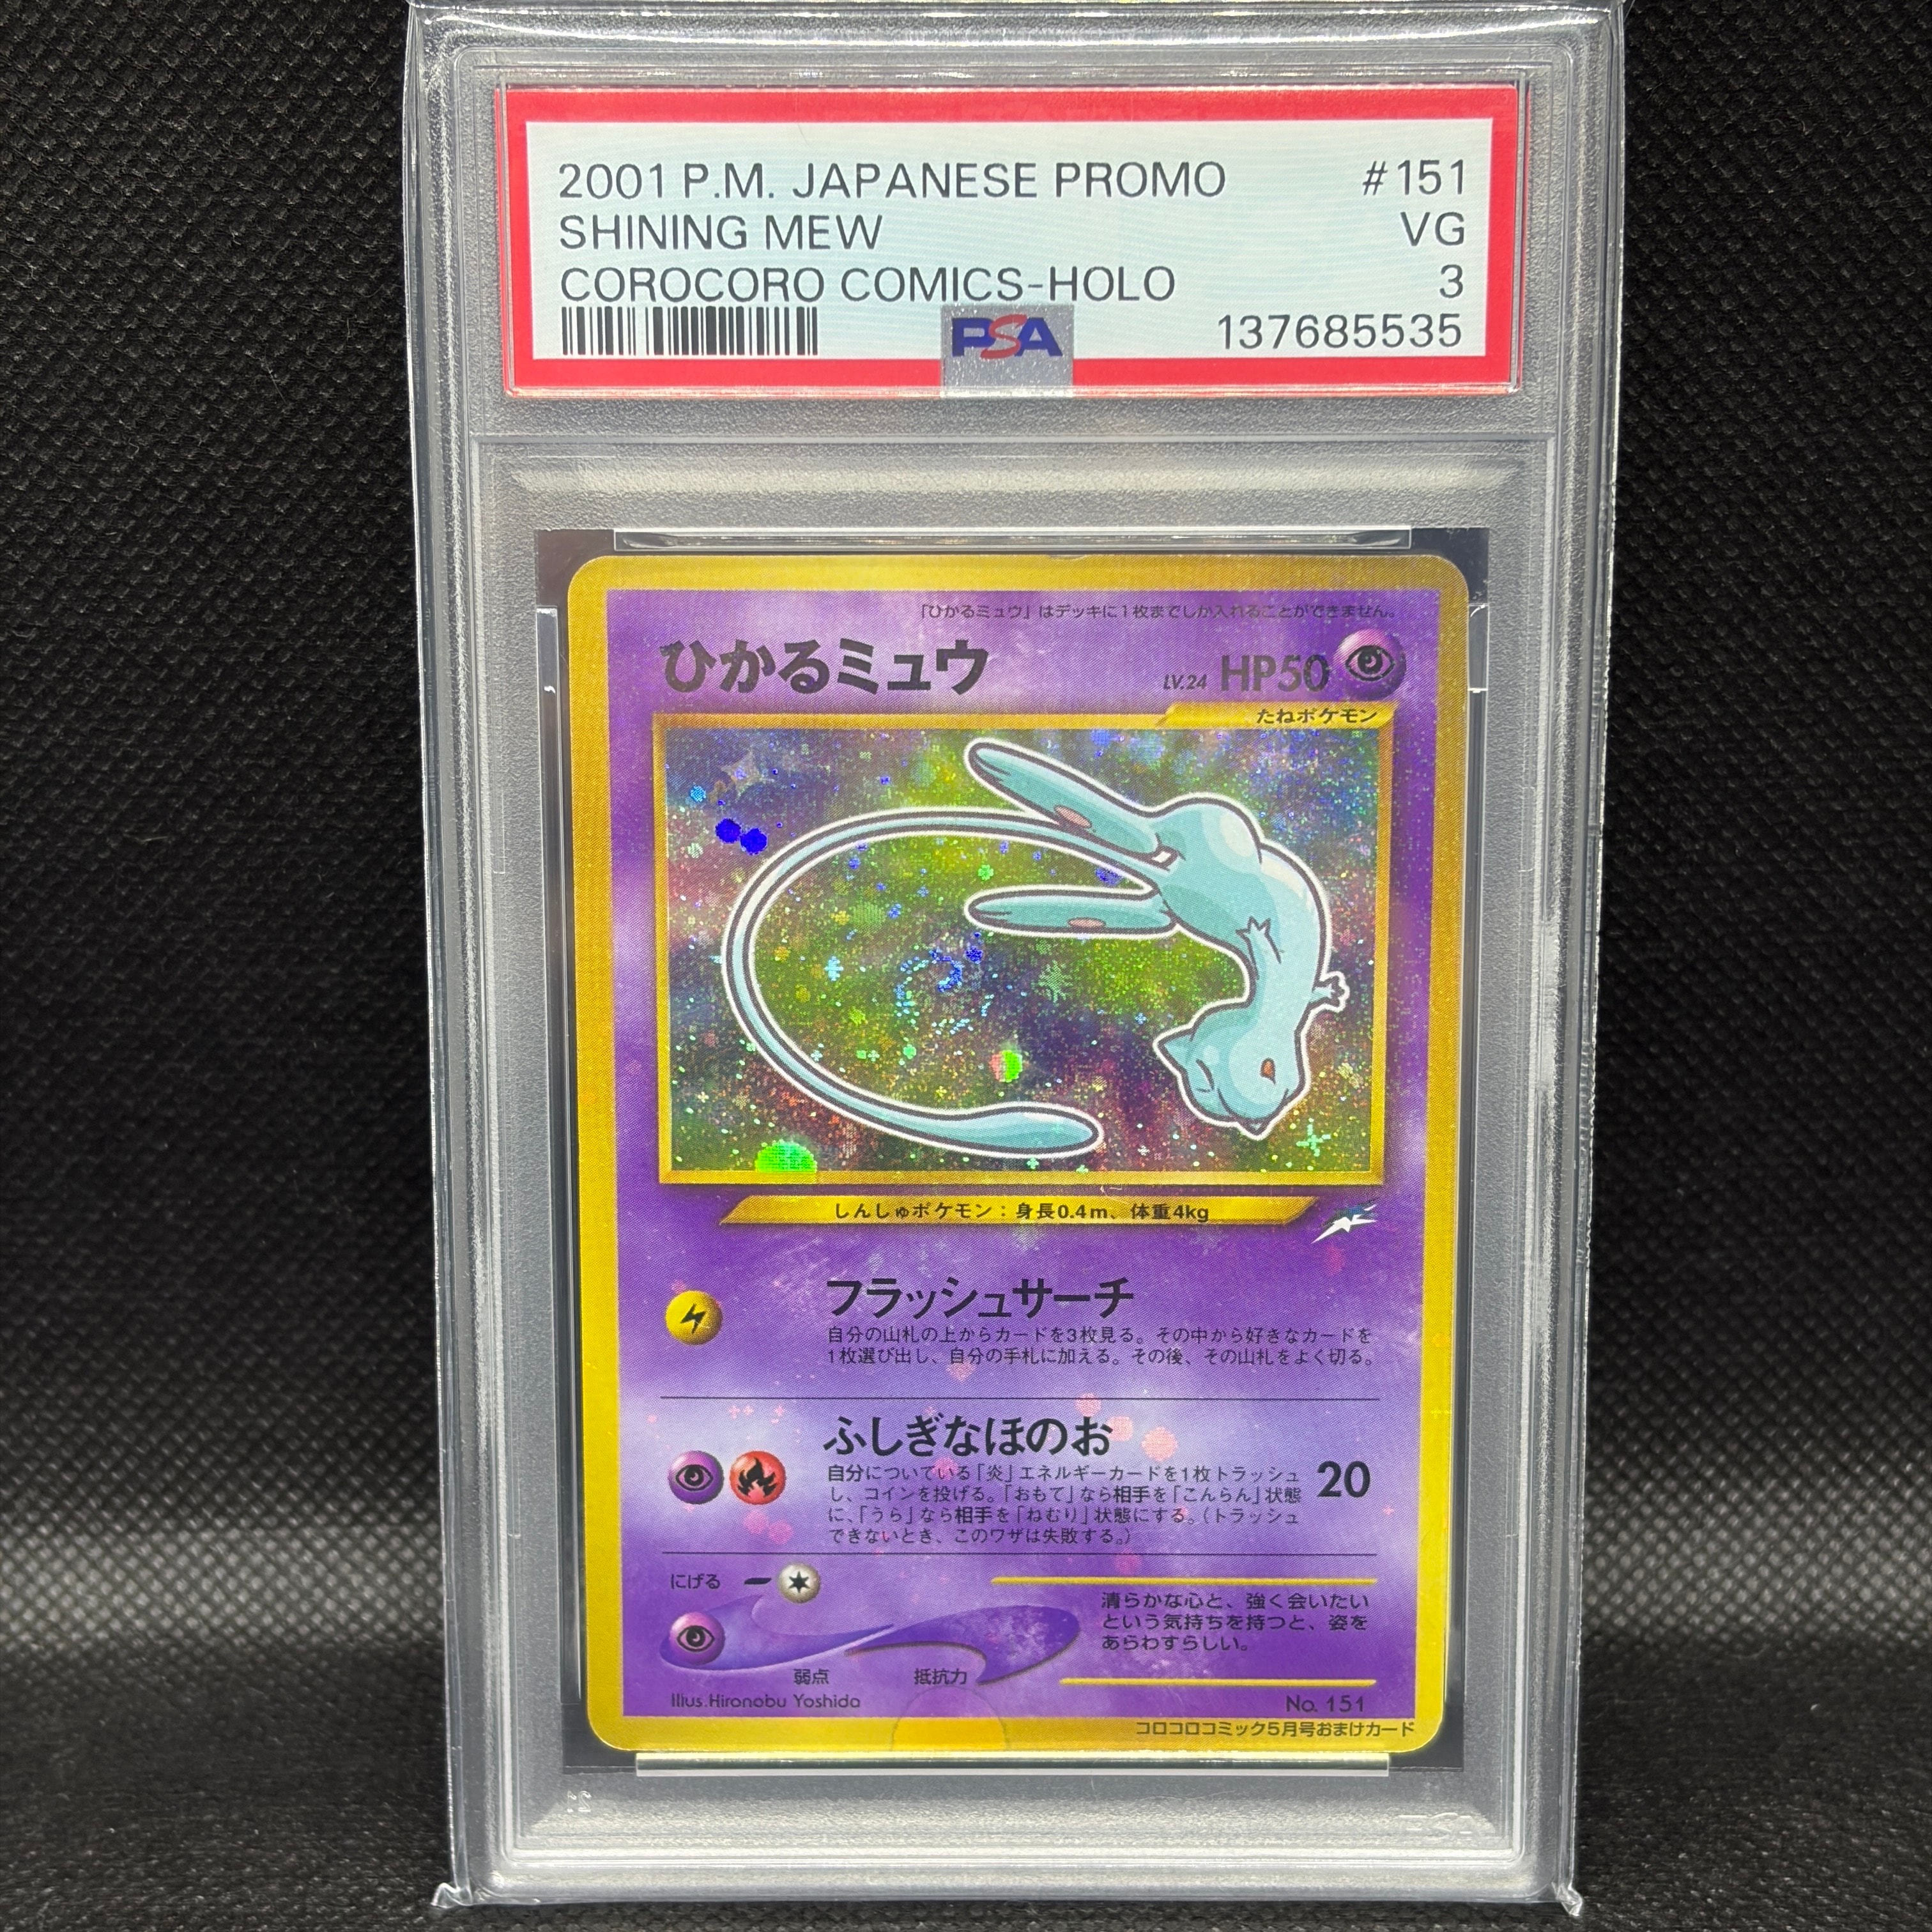 2001 P.M. JAPANESE PROMO #151
SHINING MEW VG
COROCORO COMICS-HOLO 3
PSA 137685535
「ひかるミュウ」はデッキに1枚までしか入れることができません。
ひかるミュウ LV.24 HP50
たねポケモン
しんしゅポケモン：身長0.4m、体重4kg
フラッシュサーチ
自分の山札の上からカードを3枚見る。その中から好きなカードを
1枚選び出し、自分の手札に加える。その後、その山札をよく切る。
ふしぎなほのお 20
自分についている「炎」エネルギーカードを1枚トラッシュ
し、コインを投げる。「おもて」なら相手を「こんらん」状態
に、「うら」なら相手を「ねむり」状態にする。（トラッシュ
できないとき、このワザは失敗する。）
にげる
清らかな心と、強く会いたい
という気持ちを持つと、姿を
あらわすらしい。
弱点 抵抗力
Illus.Hironobu Yoshida No. 151
コロコロコミック5月号おまけカード